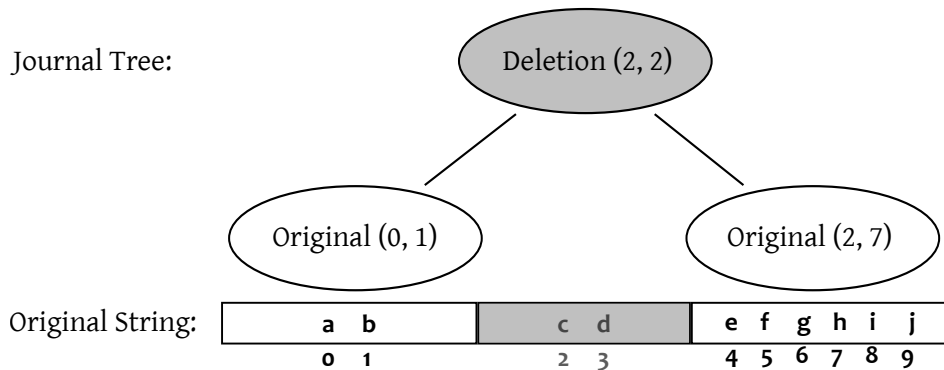 Journal Tree: Deletion (2, 2)
Original (0, 1) Original (2, 7)
Original String: a b c d e f g h i j
0 1 2 3 4 5 6 7 8 9